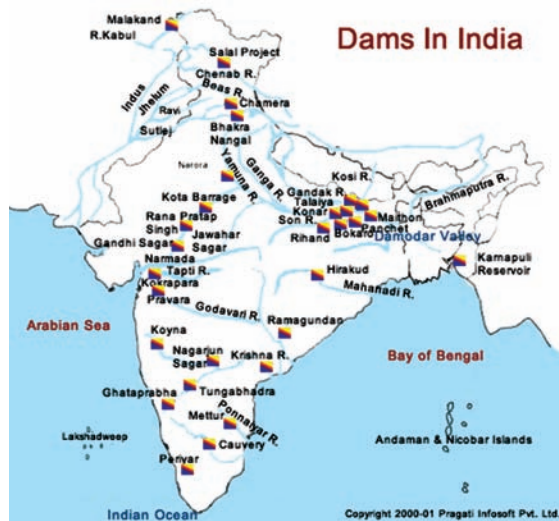 Dams In India
Malakand
R.Kabul
Salal Project
Chenab R.
Beas R.
Indus
Jhelum
Ravi
Sutlej
Chamera
Bhakra
Nangal
Narora
Yamuna R.
Ganga R.
Kosi R.
Gandak R.
Talaiya
Konar
Son R.
Rihand
Bokaro
Panchet
Maithon
Brahmaputra R.
Damodar Valley
Kota Barrage
Rana Pratap
Singh
Jawahar
Sagar
Gandhi Sagar
Narmada
Tapti R.
Kokrapara
Pravara
Hirakud
Mahanadi R.
Karnapuli
Reservoir
Godavari R.
Ramagundan
Arabian Sea
Koyna
Nagarjun
Sagar
Krishna R.
Bay of Bengal
Ghataprabha
Tungabhadra
Ponnaiyar R.
Mettur
Lakshadweep
Cauvery
Andaman & Nicobar Islands
Periyar
Indian Ocean
Copyright 2000-01 Pragati Infosoft Pvt. Ltd.